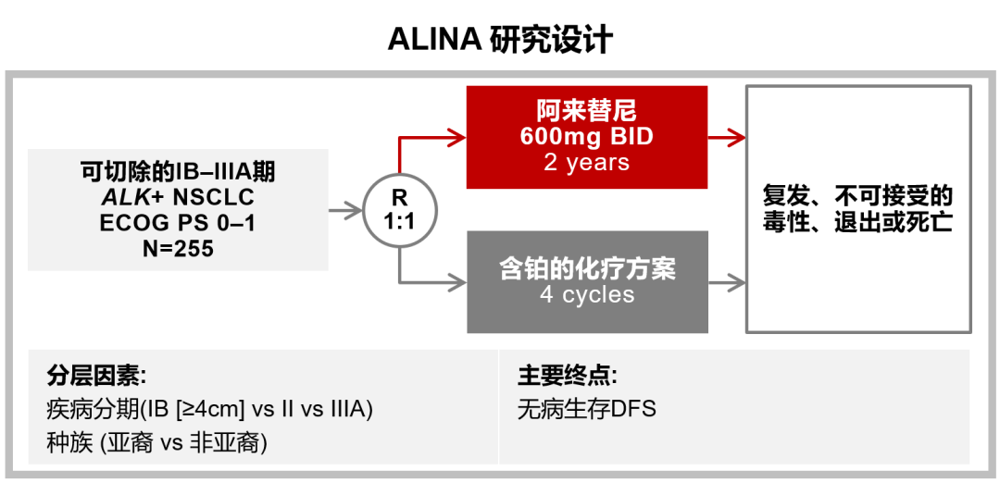 ALINA 研究设计
可切除的IB–IIIA期
ALK+ NSCLC
ECOG PS 0–1
N=255
R
1:1
阿来替尼
600mg BID
2 years
含铂的化疗方案
4 cycles
复发、不可接受的
毒性、退出或死亡
分层因素:
疾病分期(IB [≥4cm] vs II vs IIIA)
种族 (亚裔 vs 非亚裔)
主要终点:
无病生存DFS